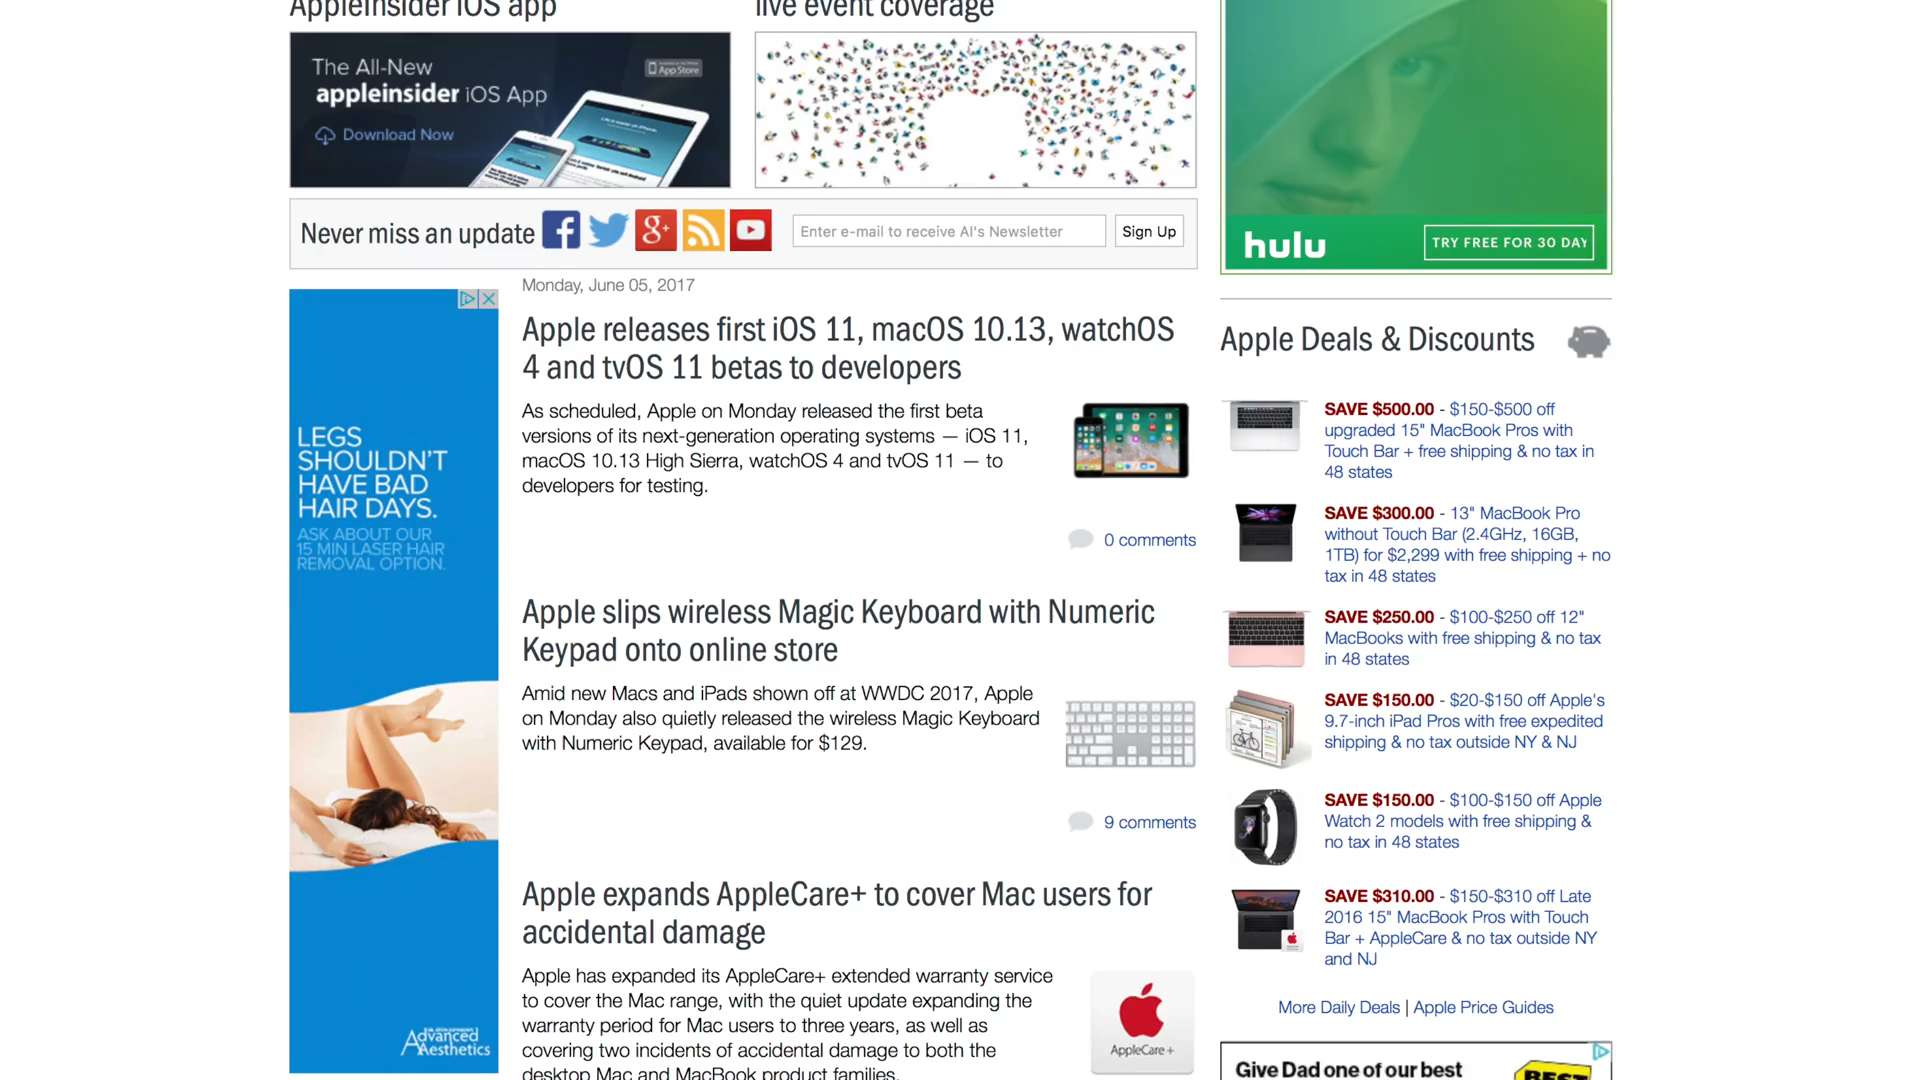 AppleInsider iOS app
live event coverage
The All-New
appleinsider iOS App
Download Now
App Store
Never miss an update
Enter e-mail to receive AI's Newsletter
Sign Up
hulu
TRY FREE FOR 30 DAY
Monday, June 05, 2017
Apple releases first iOS 11, macOS 10.13, watchOS
4 and tvOS 11 betas to developers
As scheduled, Apple on Monday released the first beta
versions of its next-generation operating systems — iOS 11,
macOS 10.13 High Sierra, watchOS 4 and tvOS 11 — to
developers for testing.
0 comments
Apple slips wireless Magic Keyboard with Numeric
Keypad onto online store
Amid new Macs and iPads shown off at WWDC 2017, Apple
on Monday also quietly released the wireless Magic Keyboard
with Numeric Keypad, available for $129.
9 comments
Apple expands AppleCare+ to cover Mac users for
accidental damage
Apple has expanded its AppleCare+ extended warranty service
to cover the Mac range, with the quiet update expanding the
warranty period for Mac users to three years, as well as
covering two incidents of accidental damage to both the
desktop Mac and MacBook product families.
AppleCare+
LEGS
SHOULDN'T
HAVE BAD
HAIR DAYS.
ASK ABOUT OUR
15 MIN LASER HAIR
REMOVAL OPTION.
Advanced
Aesthetics
Apple Deals & Discounts
SAVE $500.00 - $150-$500 off
upgraded 15" MacBook Pros with
Touch Bar + free shipping & no tax in
48 states
SAVE $300.00 - 13" MacBook Pro
without Touch Bar (2.4GHz, 16GB,
1TB) for $2,299 with free shipping + no
tax in 48 states
SAVE $250.00 - $100-$250 off 12"
MacBooks with free shipping & no tax
in 48 states
SAVE $150.00 - $20-$150 off Apple's
9.7-inch iPad Pros with free expedited
shipping & no tax outside NY & NJ
SAVE $150.00 - $100-$150 off Apple
Watch 2 models with free shipping &
no tax in 48 states
SAVE $310.00 - $150-$310 off Late
2016 15" MacBook Pros with Touch
Bar + AppleCare & no tax outside NY
and NJ
More Daily Deals | Apple Price Guides
Give Dad one of our best
BEST